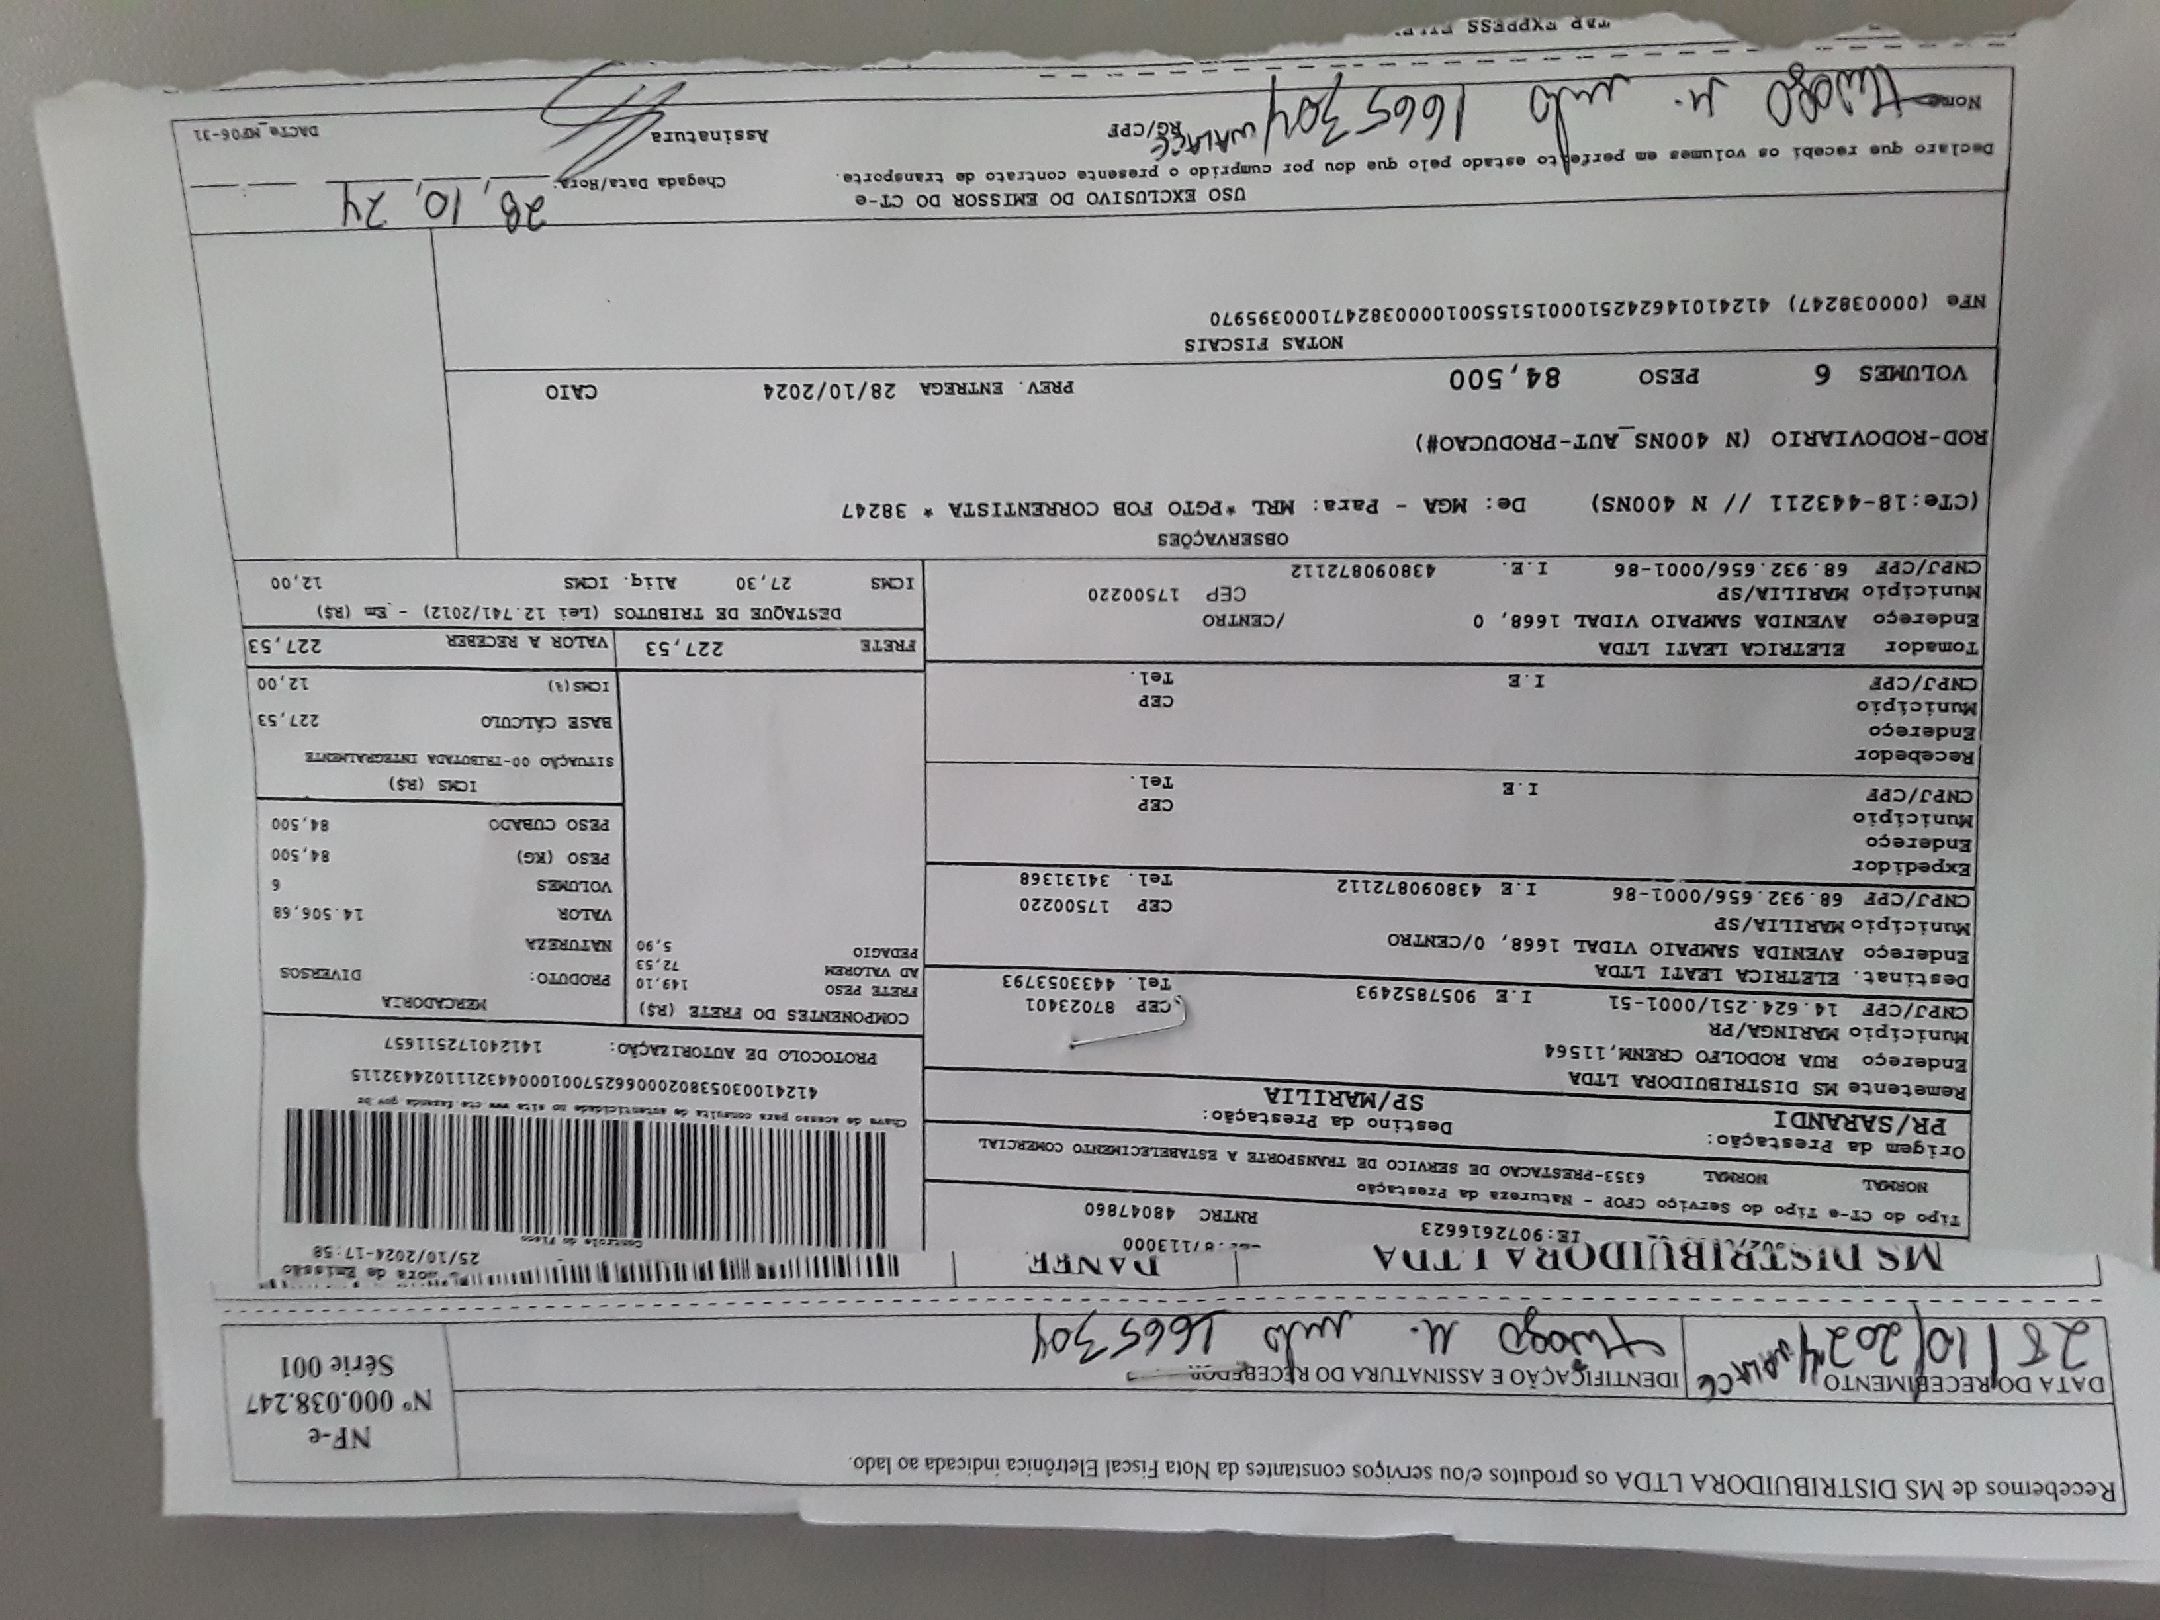 Recebemos de MS DISTRIBUIDORA LTDA os produtos e/ou serviços constantes da Nota Fiscal Eletrônica indicada ao lado.
NF-e
Nº 000.038.247
Série 001
DATA DO RECEBIMENTO
28/10/2024 WALACE
IDENTIFICAÇÃO E ASSINATURA DO RECEBEDOR
1665304
MS DISTRIBUIDORA LTDA
DANFE
IE:9072616623
RNTRC 48047860
Hora de Emissão
25/10/2024-17:58
Controle do Fisco
Tipo do CT-e Tipo do Serviço CFOP - Natureza da Prestação
NORMAL NORMAL 6353-PRESTACAO DE SERVICO DE TRANSPORTE A ESTABELECIMENTO COMERCIAL
Origem da Prestação: Destino da Prestação:
PR/SARANDI SP/MARILIA
Chave de acesso para consulta de autenticidade no site www.cte.fazenda.gov.br
41241003053802000662570010004432111024432115
PROTOCOLO DE AUTORIZAÇÃO: 141240172511657
Remetente MS DISTRIBUIDORA LTDA
Endereço RUA RODOLFO CRENM,11564
Município MARINGA/PR CEP 87023401
CNPJ/CPF 14.624.251/0001-51 I.E 9057852493 Tel. 4433053793
Destinat. ELETRICA LEATI LTDA
Endereço AVENIDA SAMPAIO VIDAL 1668, 0/CENTRO
Município MARILIA/SP CEP 17500220
CNPJ/CPF 68.932.656/0001-86 I.E 438090872112 Tel. 34131368
Expedidor
Endereço
Município CEP
CNPJ/CPF I.E Tel.
Recebedor
Endereço
Município CEP
CNPJ/CPF I.E Tel.
Tomador ELETRICA LEATI LTDA
Endereço AVENIDA SAMPAIO VIDAL 1668, 0 /CENTRO
Município MARILIA/SP CEP 17500220
CNPJ/CPF 68.932.656/0001-86 I.E. 438090872112
COMPONENTES DO FRETE (R$)
FRETE PESO 149,10
AD VALOREM 72,53
PEDAGIO 5,90
MERCADORIA
PRODUTO: DIVERSOS
NATUREZA
VALOR 14.506,68
VOLUMES 6
PESO (KG) 84,500
PESO CUBADO 84,500
ICMS (R$)
SITUAÇÃO 00-TRIBUTADA INTEGRALMENTE
BASE CÁLCULO 227,53
ICMS(%) 12,00
FRETE 227,53 VALOR A RECEBER 227,53
DESTAQUE DE TRIBUTOS (Lei 12.741/2012) - Em (R$)
ICMS 27,30 Aliq. ICMS 12,00
OBSERVAÇÕES
(CTe:18-443211 // N 400NS) De: MGA - Para: MRL *PGTO FOB CORRENTISTA * 38247
ROD-RODOVIARIO (N 400NS_AUT-PRODUCAO#)
VOLUMES 6 PESO 84,500 PREV. ENTREGA 28/10/2024 CAIO
NOTAS FISCAIS
NFe (000038247) 41241014624251000151550010000382471000395970
USO EXCLUSIVO DO EMISSOR DO CT-e
Declaro que recebi os volumes em perfeito estado pelo que dou por cumprido o presente contrato de transporte.
Chegada Data/Hora: 28,10,24
Nome 1665304 WALACE
RG/CPF
Assinatura
DACTe_MF06-31